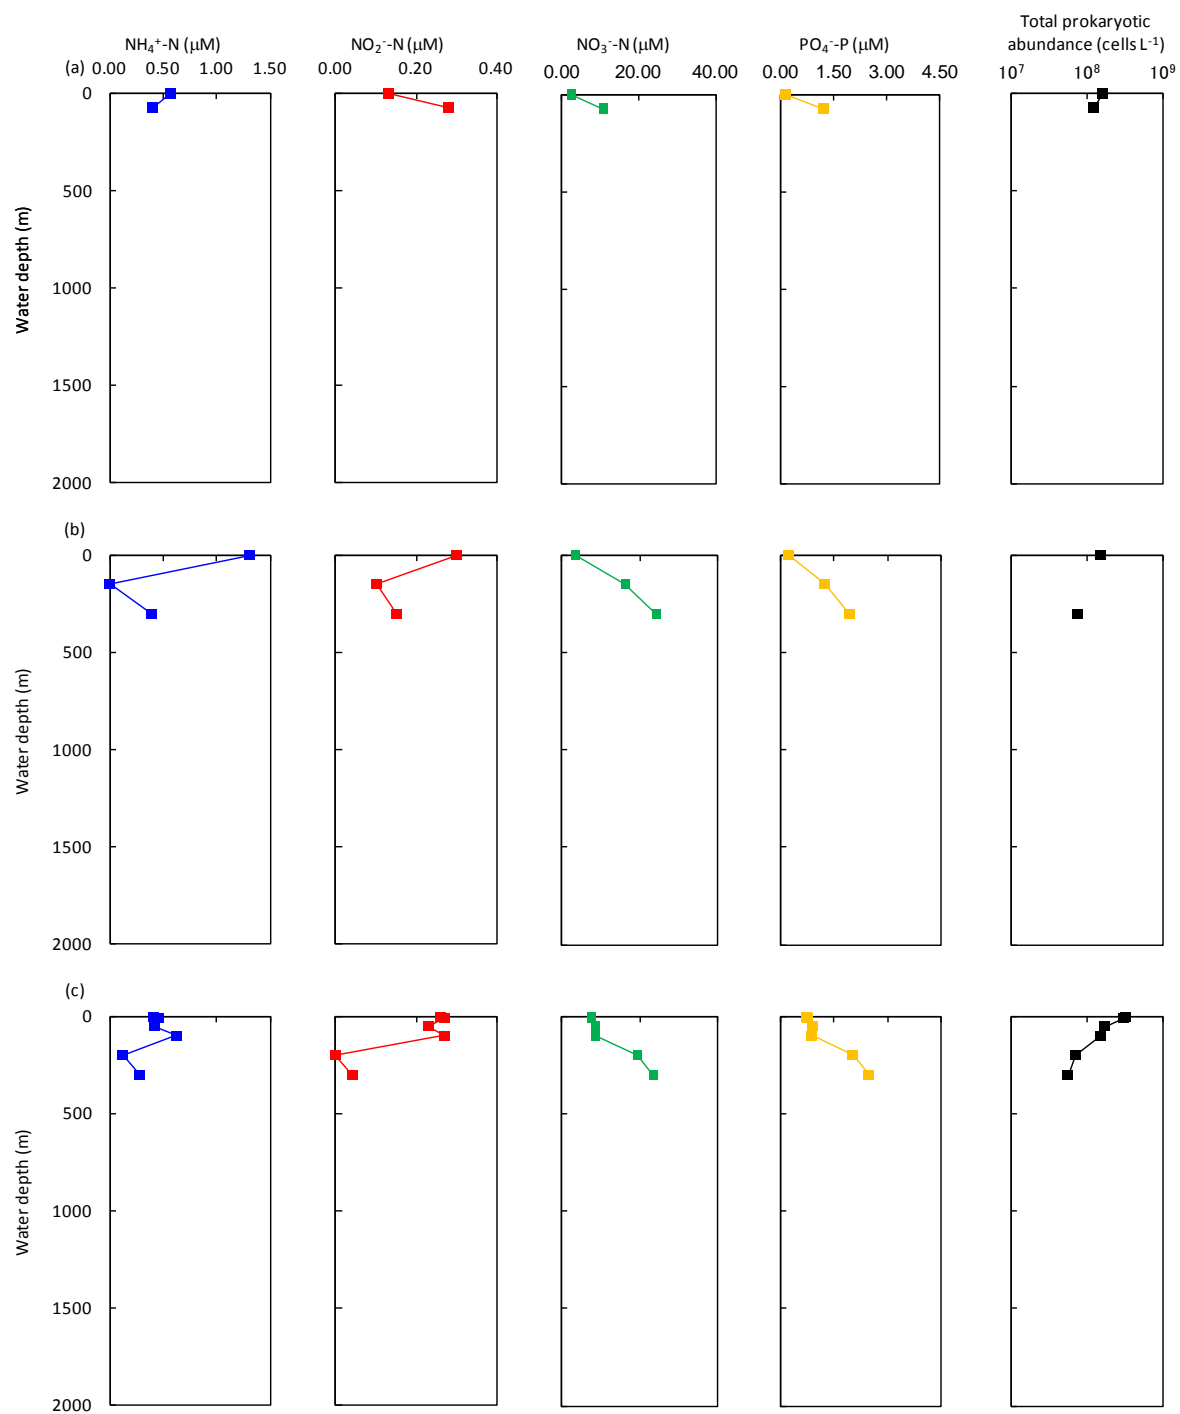 Total prokaryotic
NH₄⁺-N (μM) NO₂⁻-N (μM) NO₃⁻-N (μM) PO₄⁻-P (μM) abundance (cells L⁻¹)
(a) 0.00 0.50 1.00 1.50 0.00 0.20 0.40 0.00 20.00 40.00 0.00 1.50 3.00 4.50 10⁷ 10⁸ 10⁹
0
500
1000
1500
2000
Water depth (m)
(b)
0
500
1000
1500
2000
Water depth (m)
(c)
0
500
1000
1500
2000
Water depth (m)